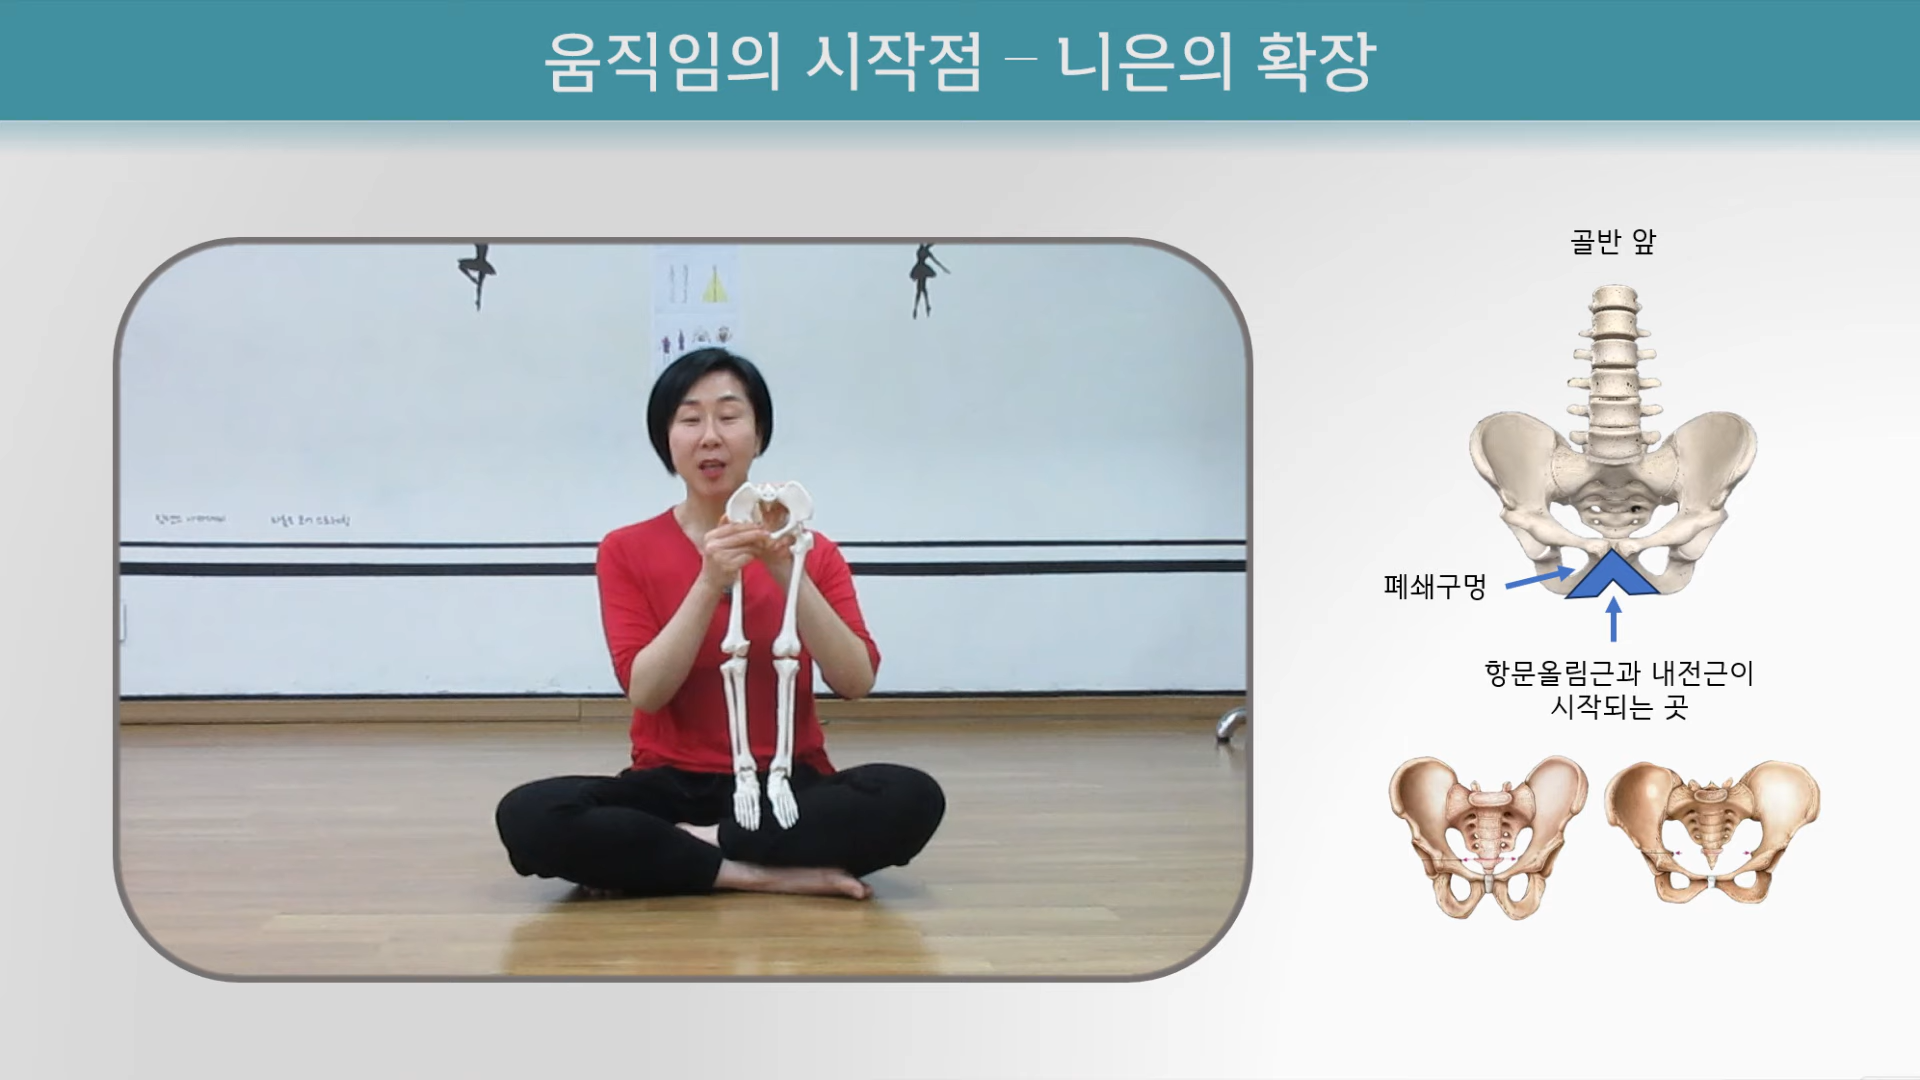 움직임의 시작점 – 니은의 확장
골반 앞
폐쇄구멍
항문올림근과 내전근이
시작되는 곳